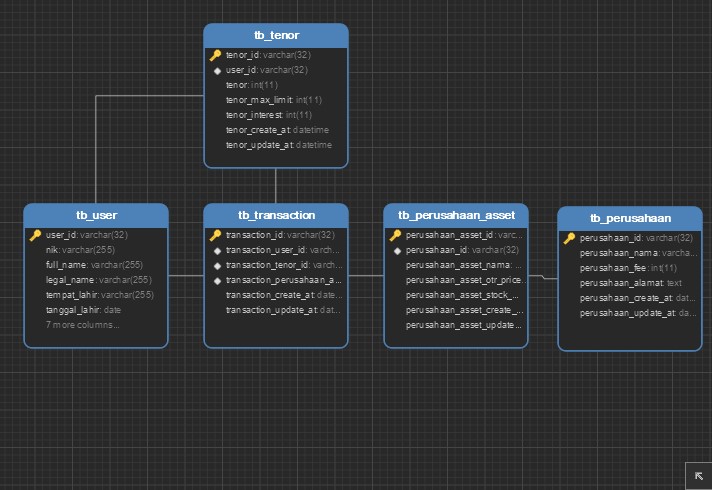 tb_tenor
tenor_id: varchar(32)
user_id: varchar(32)
tenor: int(11)
tenor_max_limit: int(11)
tenor_interest: int(11)
tenor_create_at: datetime
tenor_update_at: datetime
tb_user
user_id: varchar(32)
nik: varchar(255)
full_name: varchar(255)
legal_name: varchar(255)
tempat_lahir: varchar(255)
tanggal_lahir: date
7 more columns...
tb_transaction
transaction_id: varchar(32)
transaction_user_id: varch...
transaction_tenor_id: varch...
transaction_perusahaan_a...
transaction_create_at: date...
transaction_update_at: dat...
tb_perusahaan_asset
perusahaan_asset_id: varc...
perusahaan_id: varchar(32)
perusahaan_asset_nama: ...
perusahaan_asset_otr_price...
perusahaan_asset_stock_...
perusahaan_asset_create_...
perusahaan_asset_update...
tb_perusahaan
perusahaan_id: varchar(32)
perusahaan_nama: varcha...
perusahaan_fee: int(11)
perusahaan_alamat: text
perusahaan_create_at: dat...
perusahaan_update_at: da...